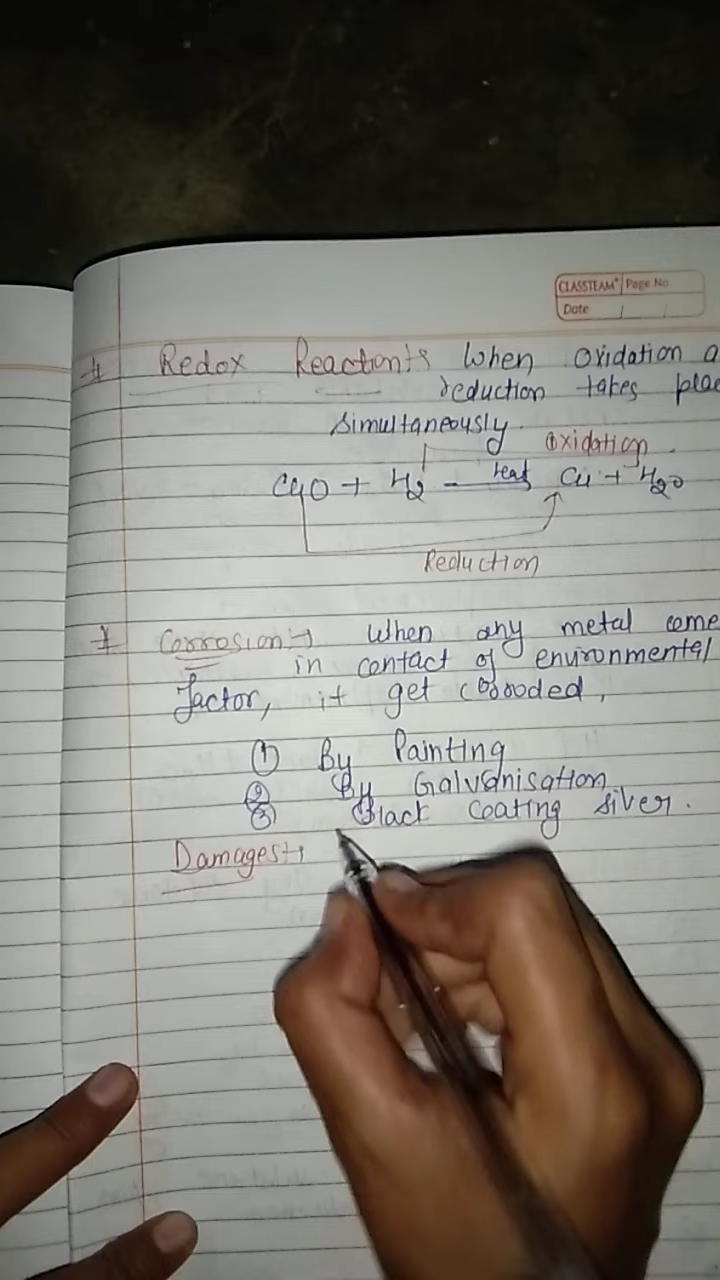 CLASSTEAM® Page No.
Date
* Redox Reaction:→ When Oxidation a
reduction takes plac
simultaneously.
Oxidation
CuO + H2 heat Cu + H2O
Reduction
* Corrosion:→ When any metal come
in contact of environmental
factor, it get corooded,
① By Painting
② By Galvanisation
③ Black coating silver.
Damages:→